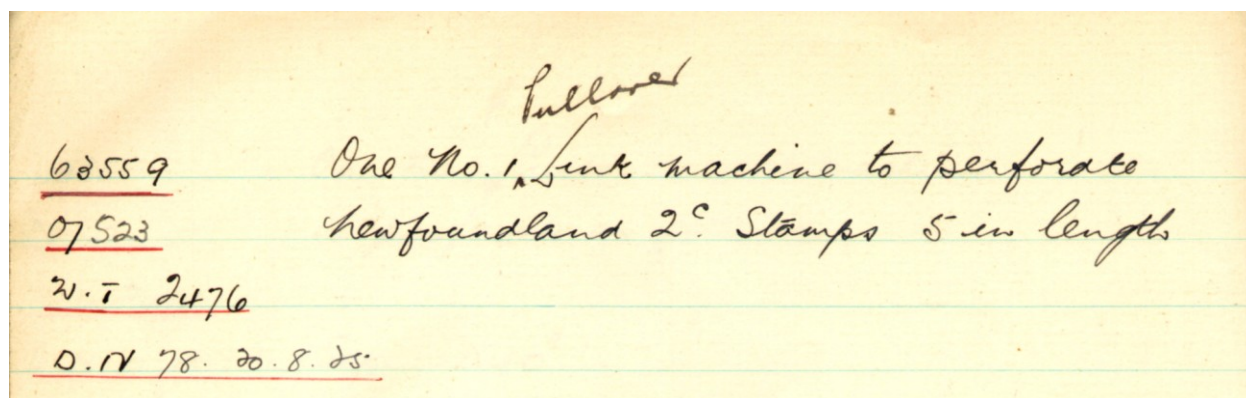 Pullover
63559 One No. 1 Link machine to perforate
07523 Newfoundland 2c. Stamps 5 in length
W.T 2476
D.N 78. 20.8.25